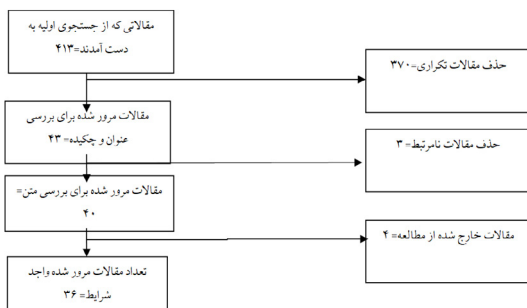 مقالاتی که از جستجوی اولیه به
دست آمدند=۴۱۳
حذف مقالات تکراری=۳۷۰
مقالات مرور شده برای بررسی
عنوان و چکیده= ۴۳
حذف مقالات نامرتبط= ۳
مقالات مرور شده برای بررسی متن=
۴۰
مقالات خارج شده از مطالعه= ۴
تعداد مقالات مرور شده واجد
شرایط= ۳۶